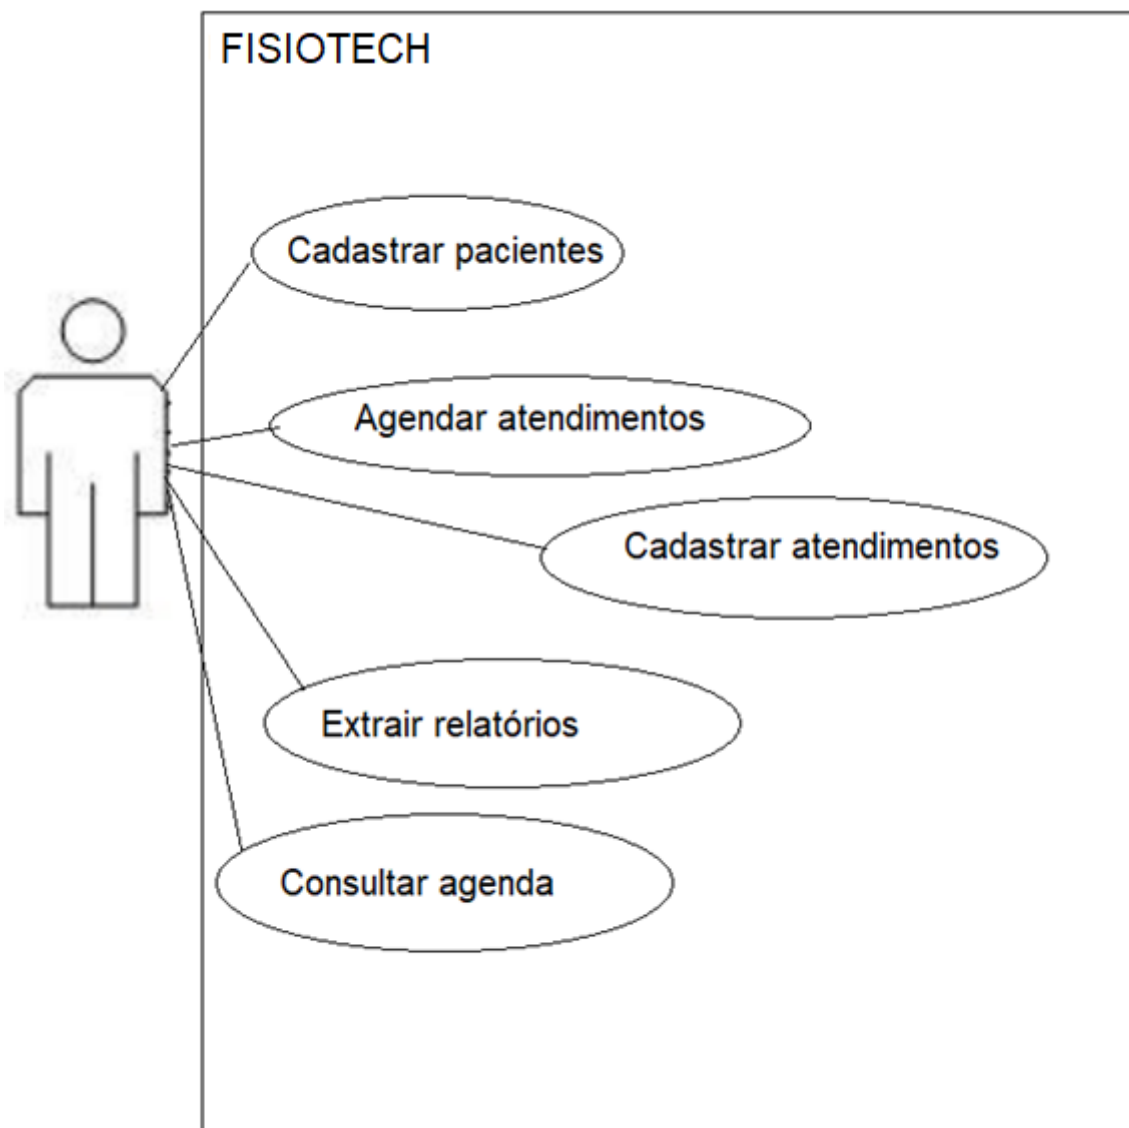 FISIOTECH
Cadastrar pacientes
Agendar atendimentos
Cadastrar atendimentos
Extrair relatórios
Consultar agenda